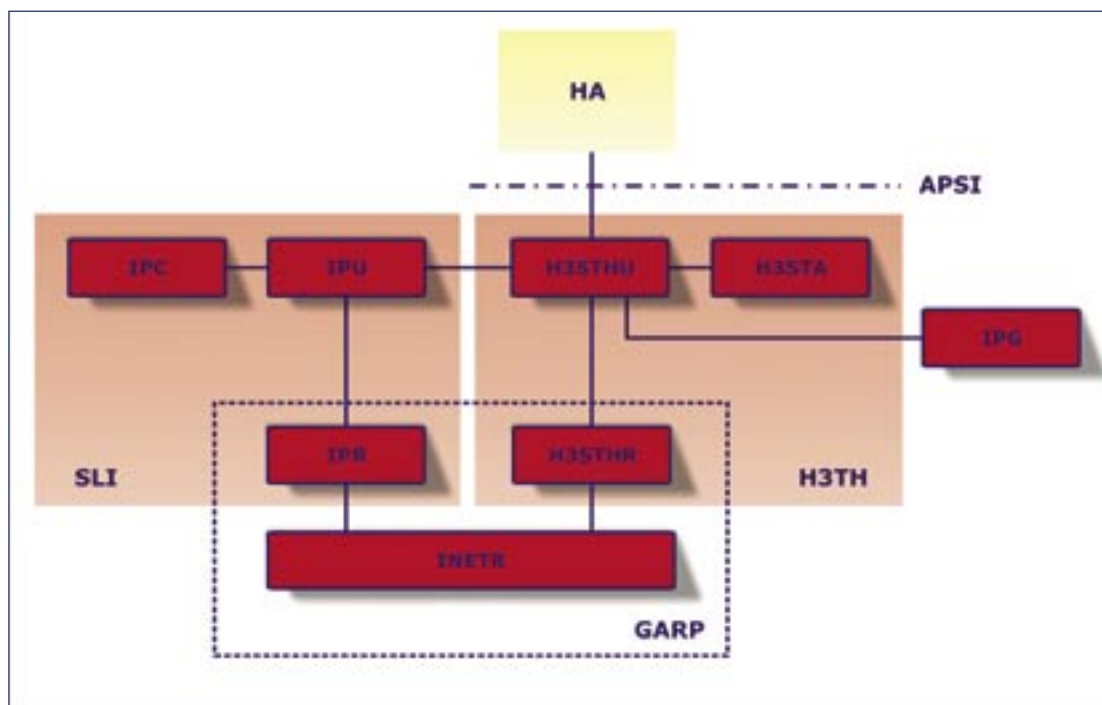 HA
APSI
IPC
IPU
H3STHU
H3STA
IPG
IPR
H3STHR
SLI
H3TH
INETR
GARP